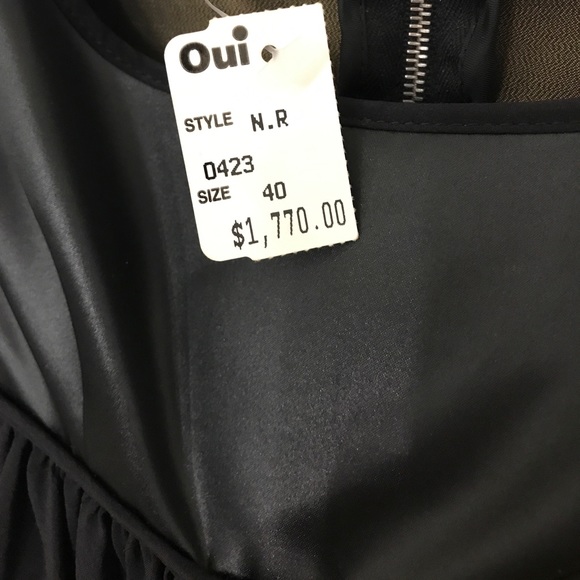 Oui
STYLE N.R
0423
SIZE 40
$1,770.00